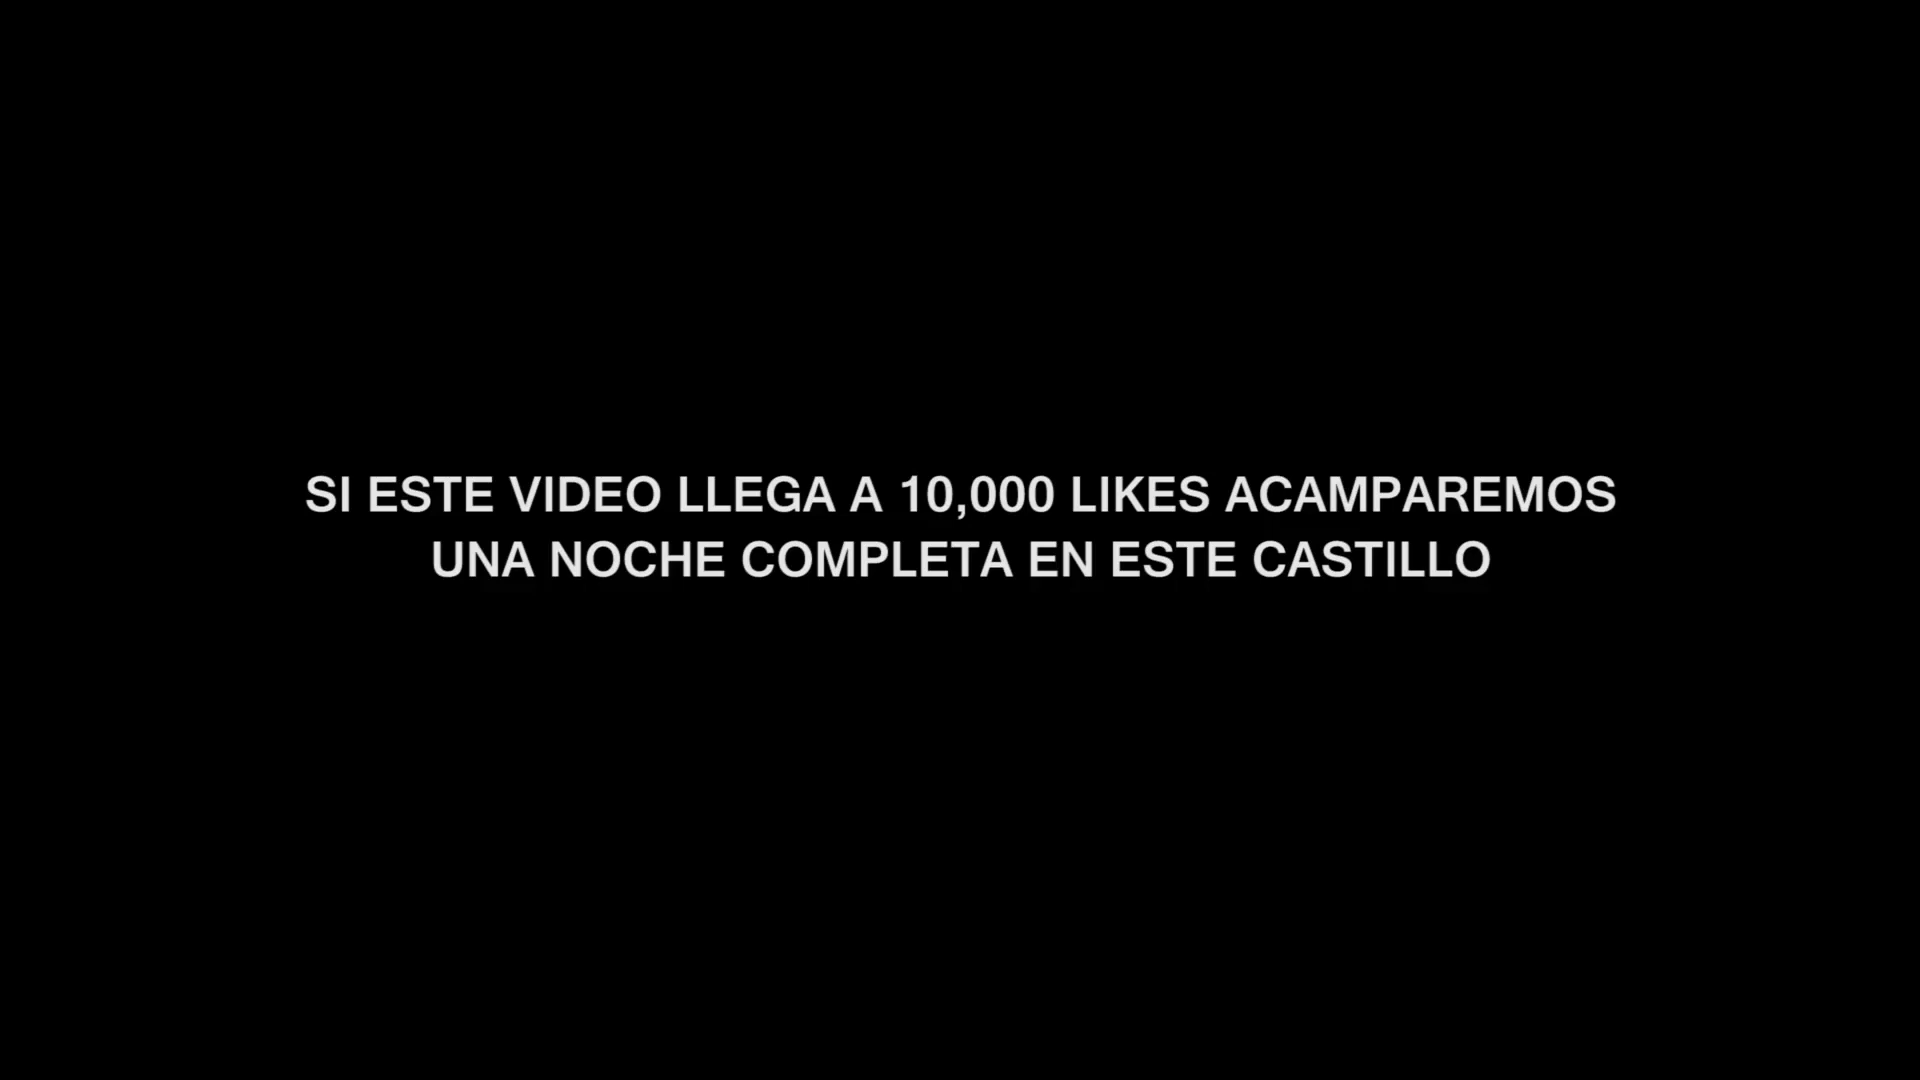 SI ESTE VIDEO LLEGA A 10,000 LIKES ACAMPAREMOS
UNA NOCHE COMPLETA EN ESTE CASTILLO